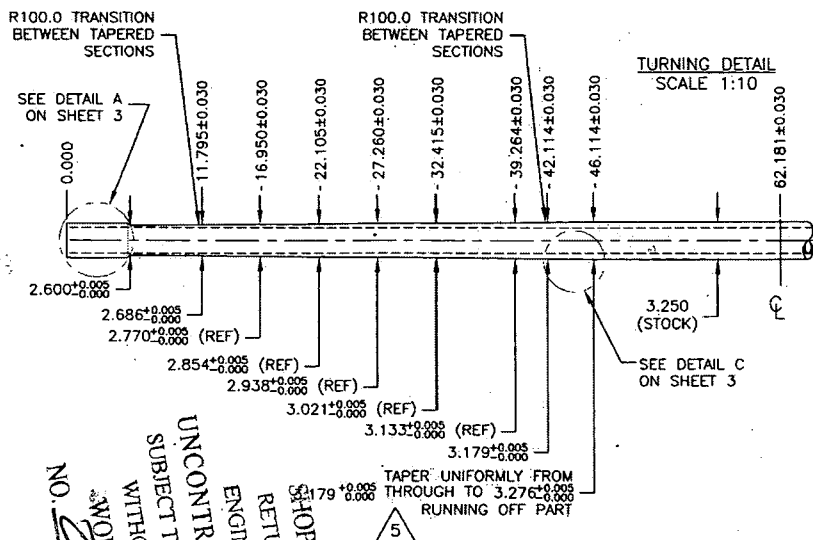 R100.0 TRANSITION
BETWEEN TAPERED
SECTIONS
R100.0 TRANSITION
BETWEEN TAPERED
SECTIONS
TURNING DETAIL
SCALE 1:10
SEE DETAIL A
ON SHEET 3
0.000
11.795±0.030
16.950±0.030
22.105±0.030
27.260±0.030
32.415±0.030
39.264±0.030
42.114±0.030
46.114±0.030
62.181±0.030
2.600+0.005 -0.000
2.686+0.005 -0.000
2.770+0.005 -0.000 (REF)
2.854+0.005 -0.000 (REF)
2.938+0.005 -0.000 (REF)
3.021+0.005 -0.000 (REF)
3.133+0.005 -0.000 (REF)
3.179+0.005 -0.000
3.250
(STOCK)
℄
SEE DETAIL C
ON SHEET 3
TAPER UNIFORMLY FROM
179+0.005 -0.000 THROUGH TO 3.276+0.005 -0.000
RUNNING OFF PART
5
SHOP
RETU
ENGIN
UNCONTR
SUBJECT T
WITHO
WOR
NO.